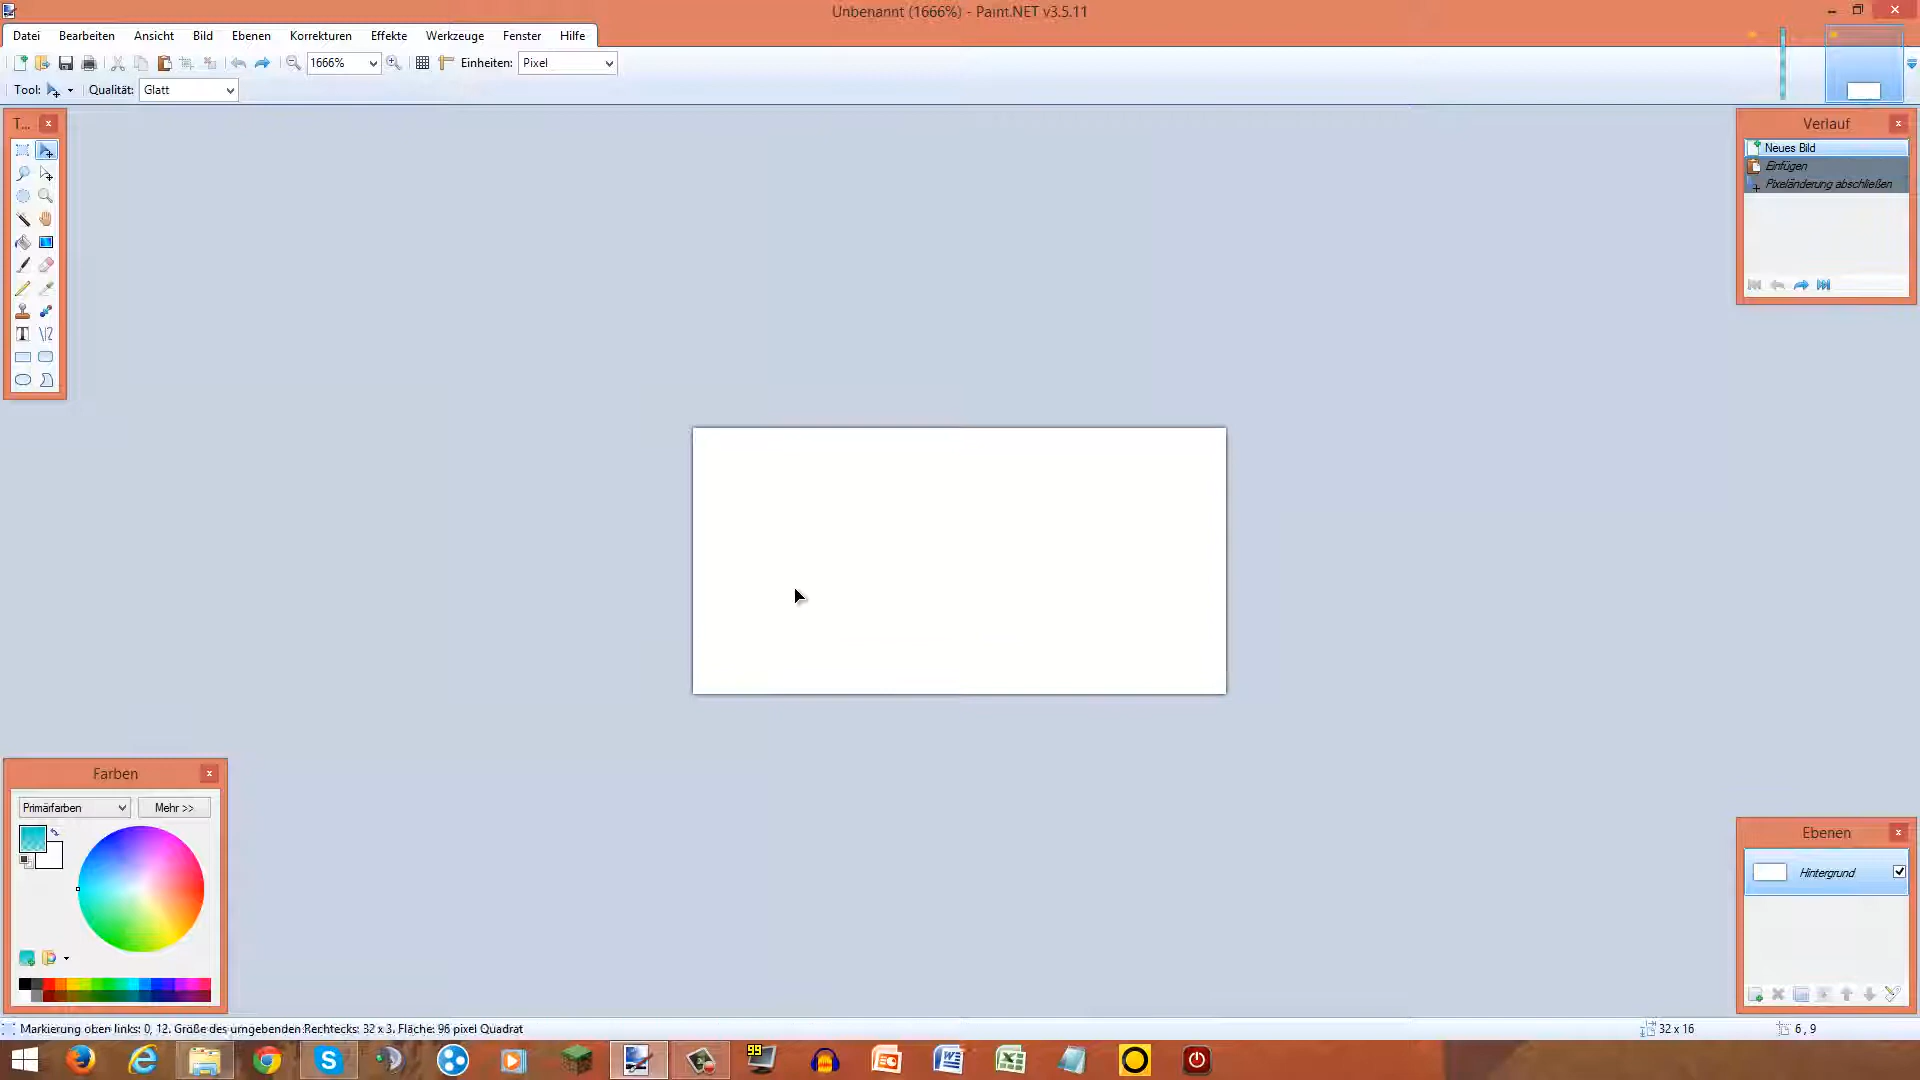 Unbenannt (1666%) - Paint.NET v3.5.11
Datei Bearbeiten Ansicht Bild Ebenen Korrekturen Effekte Werkzeuge Fenster Hilfe
1666% Einheiten: Pixel
Tool: Qualität: Glatt
T...
Verlauf
Neues Bild
Einfügen
Pixeländerung abschließen
Farben
Primärfarben Mehr >>
Ebenen
Hintergrund
Markierung oben links: 0, 12. Größe des umgebenden Rechtecks: 32 x 3. Fläche: 96 pixel Quadrat
32 x 16
6, 9
99